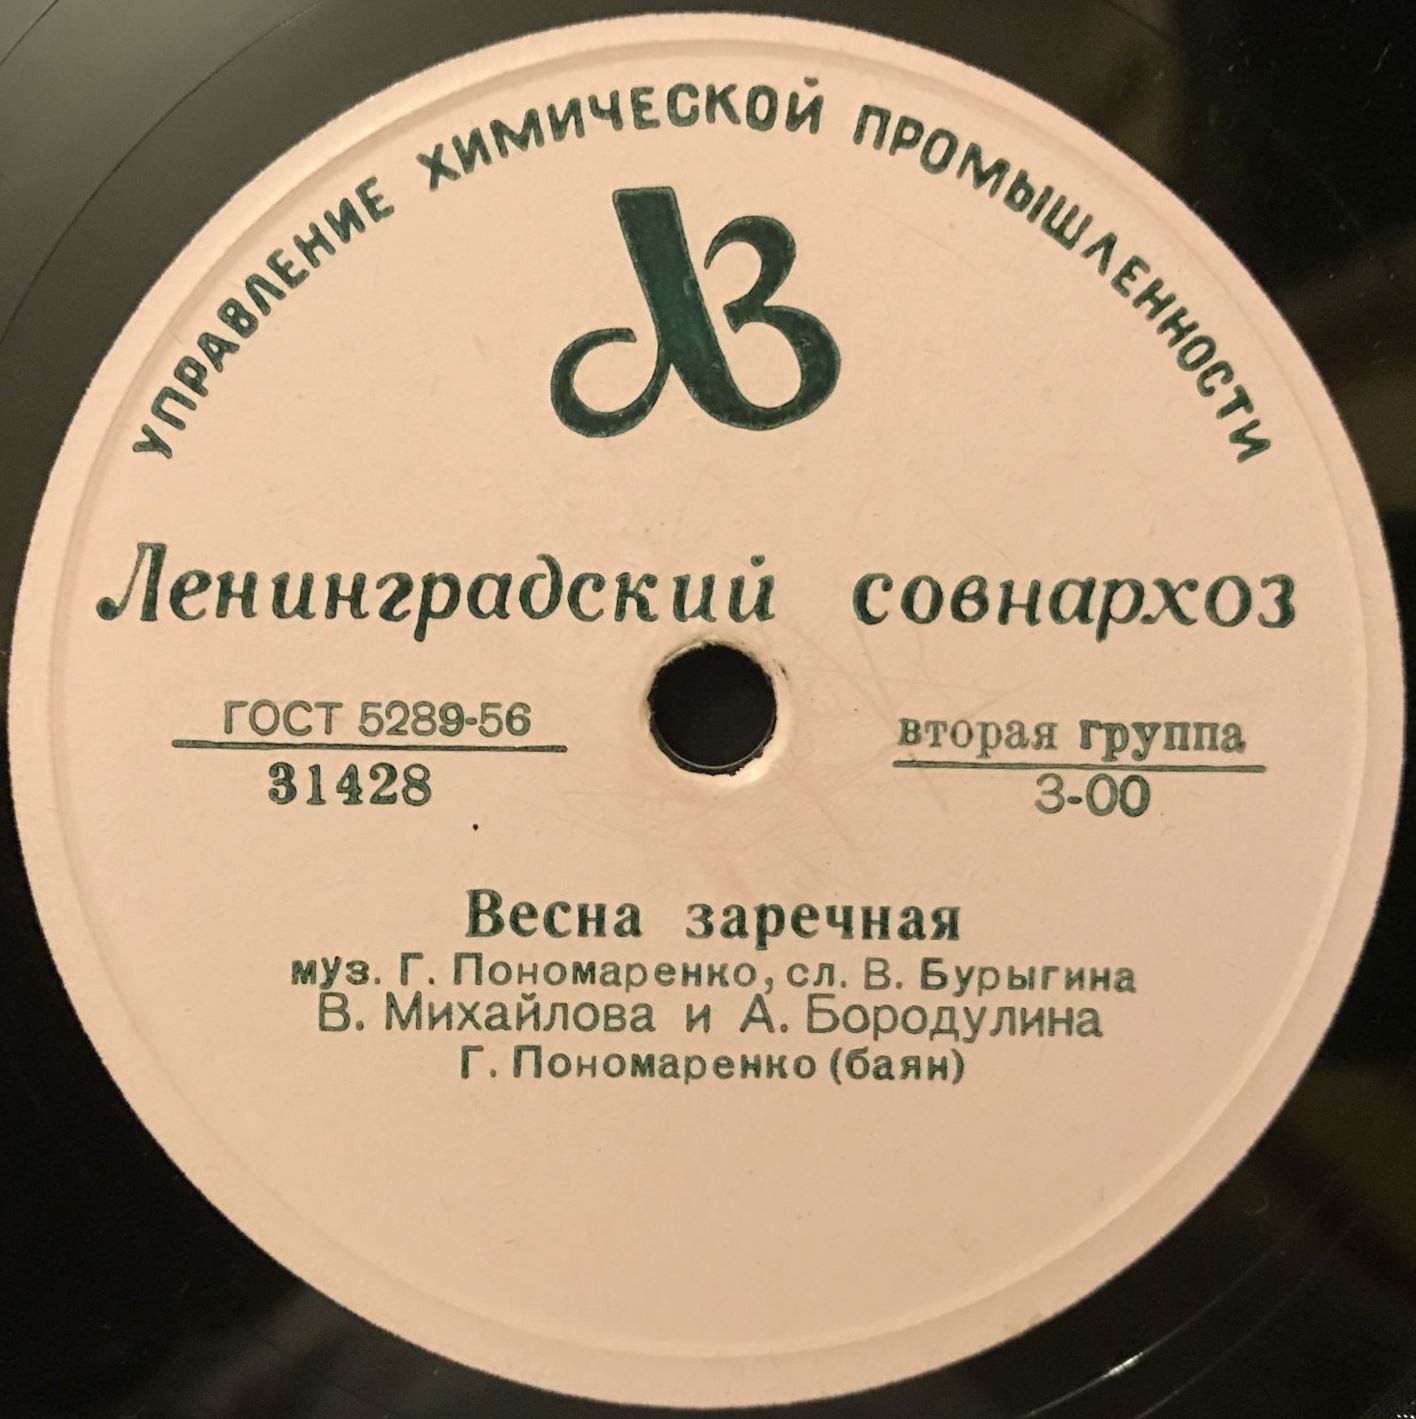 УПРАВЛЕНИЕ ХИМИЧЕСКОЙ ПРОМЫШЛЕННОСТИ
ЛЗ
Ленинградский совнархоз
ГОСТ 5289-56
31428
вторая группа
3-00
Весна заречная
муз. Г. Пономаренко, сл. В. Бурыгина
В. Михайлова и А. Бородулина
Г. Пономаренко (баян)